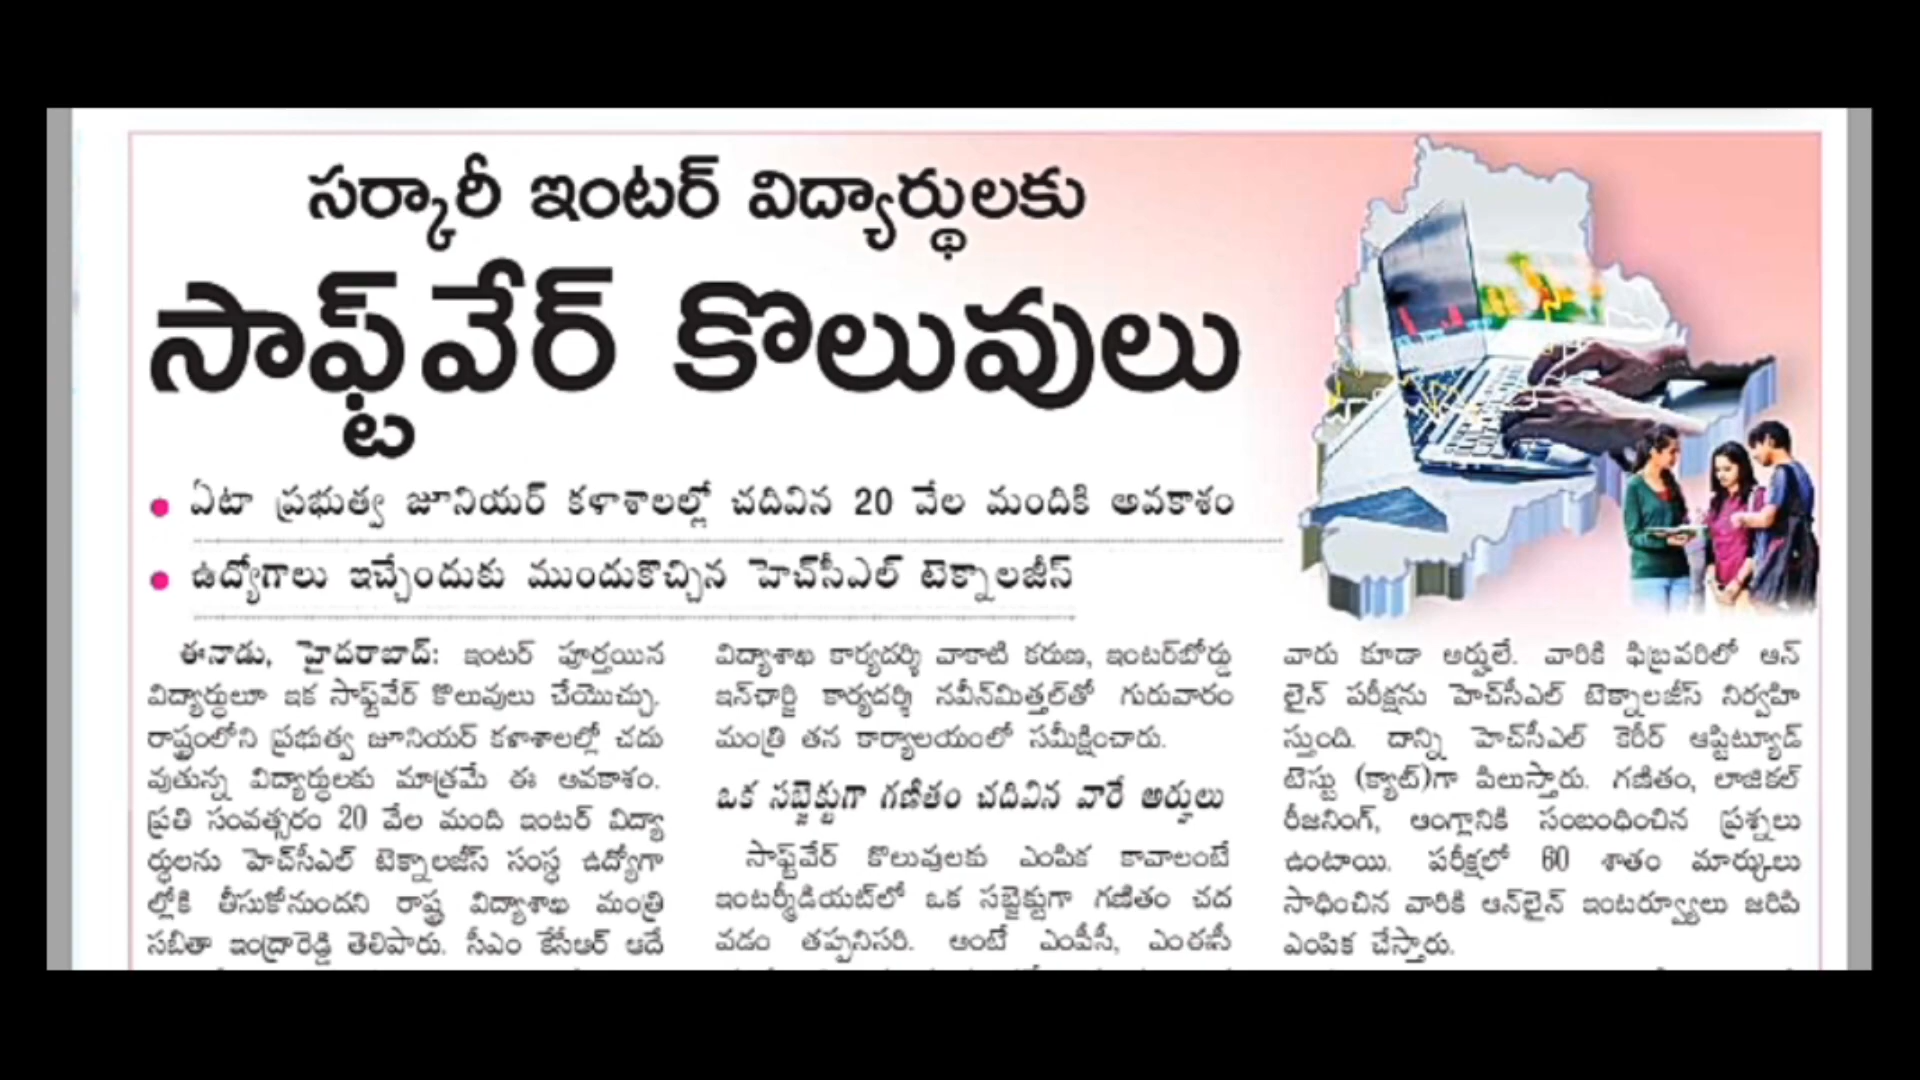 సర్కారీ ఇంటర్ విద్యార్థులకు
సాఫ్ట్‌వేర్ కొలువులు
• ఏటా ప్రభుత్వ జూనియర్ కళాశాలల్లో చదివిన 20 వేల మందికి అవకాశం
• ఉద్యోగాలు ఇచ్చేందుకు ముందుకొచ్చిన హెచ్‌సీఎల్ టెక్నాలజీస్
ఈనాడు, హైదరాబాద్: ఇంటర్ పూర్తయిన
విద్యార్థులూ ఇక సాఫ్ట్‌వేర్ కొలువులు చేయొచ్చు.
రాష్ట్రంలోని ప్రభుత్వ జూనియర్ కళాశాలల్లో చదు
వుతున్న విద్యార్థులకు మాత్రమే ఈ అవకాశం.
ప్రతి సంవత్సరం 20 వేల మంది ఇంటర్ విద్యా
ర్థులను హెచ్‌సీఎల్ టెక్నాలజీస్ సంస్థ ఉద్యోగా
ల్లోకి తీసుకోనుందని రాష్ట్ర విద్యాశాఖ మంత్రి
సబితా ఇంద్రారెడ్డి తెలిపారు. సీఎం కేసీఆర్ ఆదే
విద్యాశాఖ కార్యదర్శి వాకాటి కరుణ, ఇంటర్‌బోర్డు
ఇన్‌ఛార్జి కార్యదర్శి నవీన్‌మిత్తల్‌తో గురువారం
మంత్రి తన కార్యాలయంలో సమీక్షించారు.
ఒక సబ్జెక్టుగా గణితం చదివిన వారే అర్హులు
సాఫ్ట్‌వేర్ కొలువులకు ఎంపిక కావాలంటే
ఇంటర్మీడియట్‌లో ఒక సబ్జెక్టుగా గణితం చద
వడం తప్పనిసరి. అంటే ఎంపీసీ, ఎంఈసీ
వారు కూడా అర్హులే. వారికి ఫిబ్రవరిలో ఆన్
లైన్ పరీక్షను హెచ్‌సీఎల్ టెక్నాలజీస్ నిర్వహి
స్తుంది. దాన్ని హెచ్‌సీఎల్ కెరీర్ ఆప్టిట్యూడ్
టెస్టు (క్యాట్)గా పిలుస్తారు. గణితం, లాజికల్
రీజనింగ్, ఆంగ్లానికి సంబంధించిన ప్రశ్నలు
ఉంటాయి. పరీక్షలో 60 శాతం మార్కులు
సాధించిన వారికి ఆన్‌లైన్ ఇంటర్వ్యూలు జరిపి
ఎంపిక చేస్తారు.